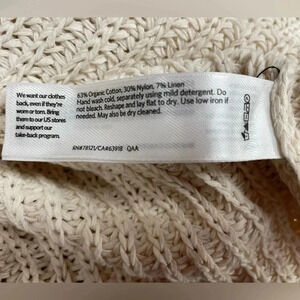 We want our clothes
back, even if they're
worn or torn. Bring
them to our US stores
and support our
take-back program.
63% Organic Cotton, 30% Nylon, 7% Linen
Hand wash cold, separately using mild detergent. Do
not bleach. Reshape and lay flat to dry. Use low iron if
needed. May also be dry cleaned.
RN#78121/CA#63918 QAA